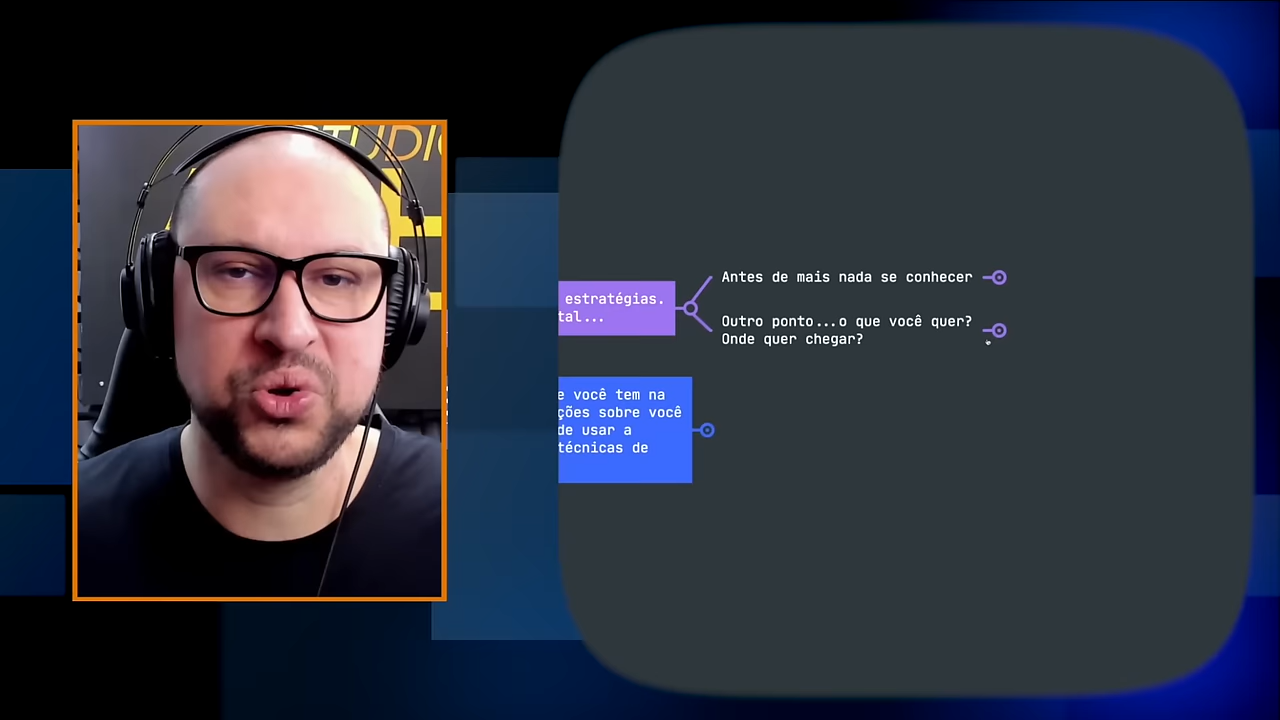 STUDI
estratégias.
tal...
Antes de mais nada se conhecer
Outro ponto...o que você quer?
Onde quer chegar?
e você tem na
ções sobre você
de usar a
técnicas de